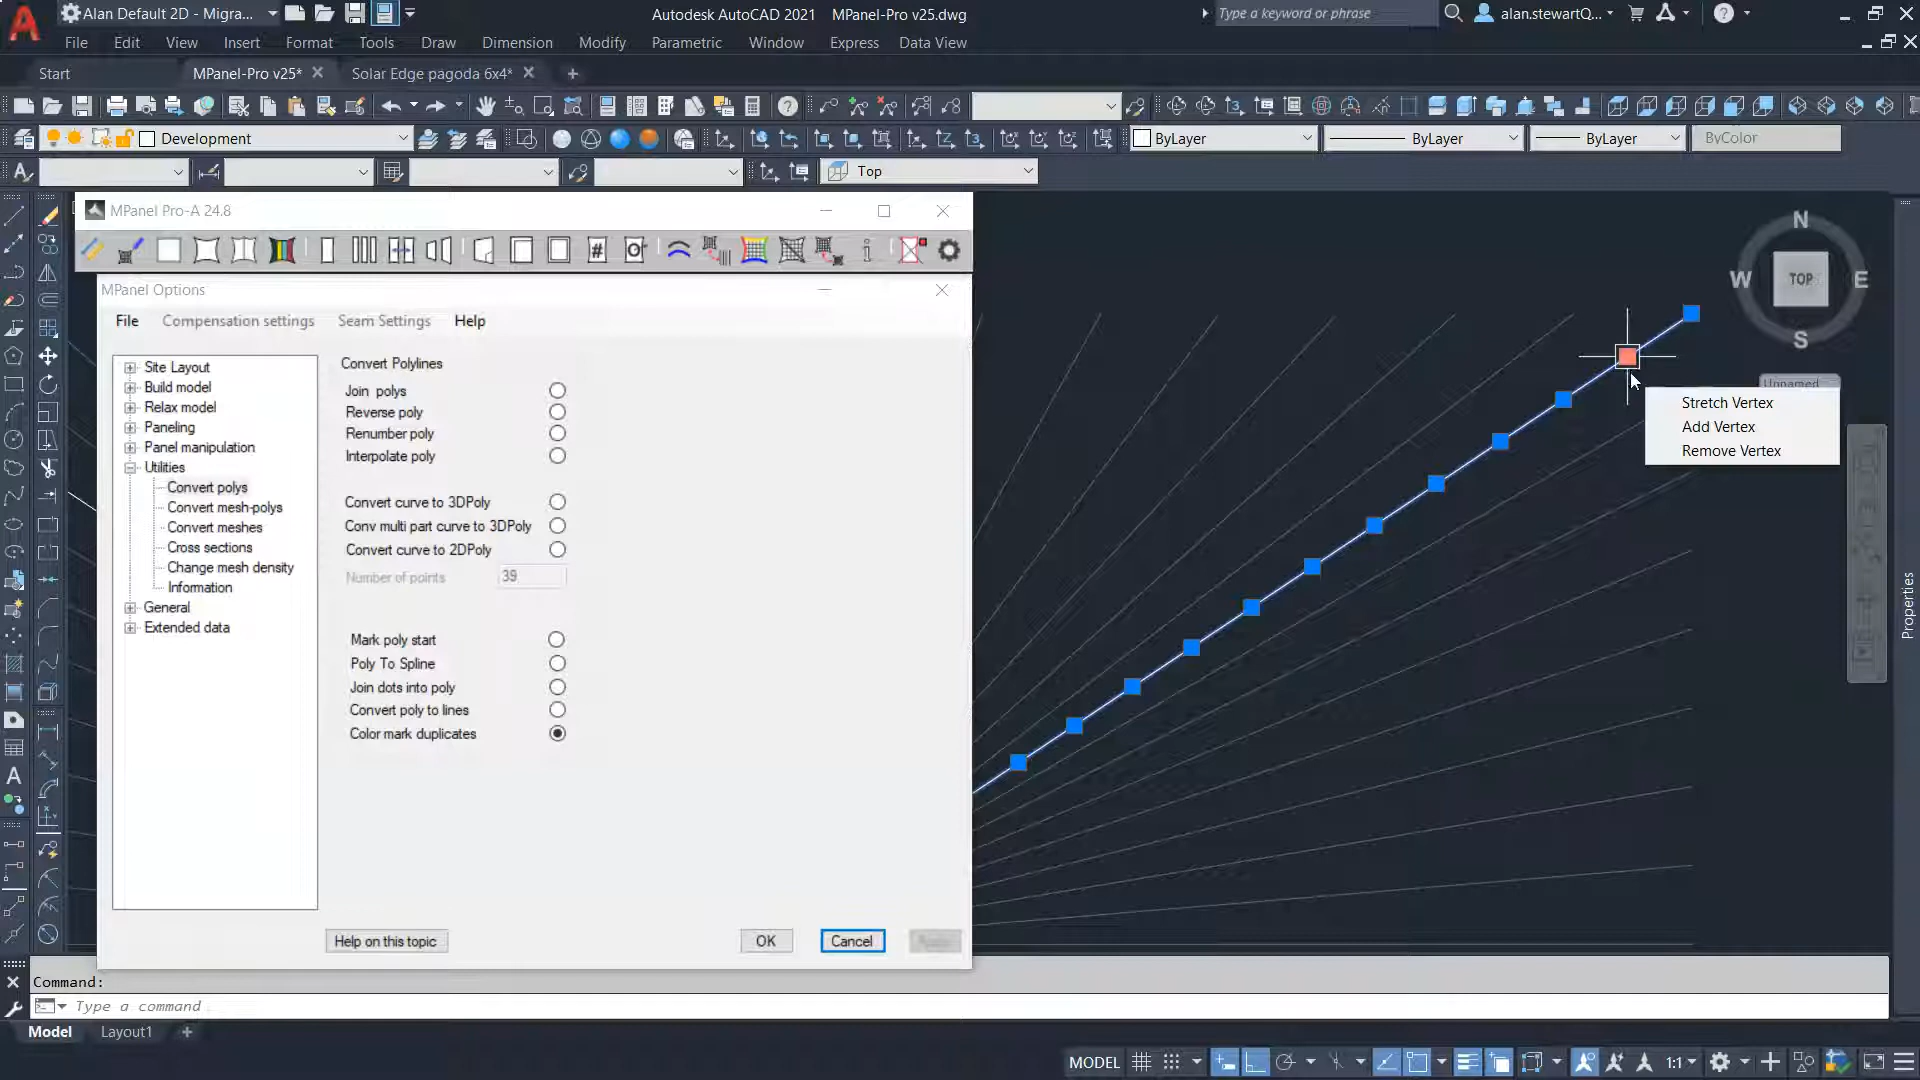 Alan Default 2D - Migra...
Autodesk AutoCAD 2021 MPanel-Pro v25.dwg
Type a keyword or phrase
alan.stewartQ...
File Edit View Insert Format Tools Draw Dimension Modify Parametric Window Express Data View
Start MPanel-Pro v25* Solar Edge pagoda 6x4*
Development
ByLayer ByLayer ByLayer ByColor
Top
MPanel Pro-A 24.8
MPanel Options
File Compensation settings Seam Settings Help
Site Layout
Build model
Relax model
Paneling
Panel manipulation
Utilities
Convert polys
Convert mesh-polys
Convert meshes
Cross sections
Change mesh density
Information
General
Extended data
Convert Polylines
Join polys
Reverse poly
Renumber poly
Interpolate poly
Convert curve to 3DPoly
Conv multi part curve to 3DPoly
Convert curve to 2DPoly
Number of points 39
Mark poly start
Poly To Spline
Join dots into poly
Convert poly to lines
Color mark duplicates
Help on this topic OK Cancel
N
W TOP E
S
Unnamed
Stretch Vertex
Add Vertex
Remove Vertex
Properties
Command:
Type a command
Model Layout1
MODEL 1:1